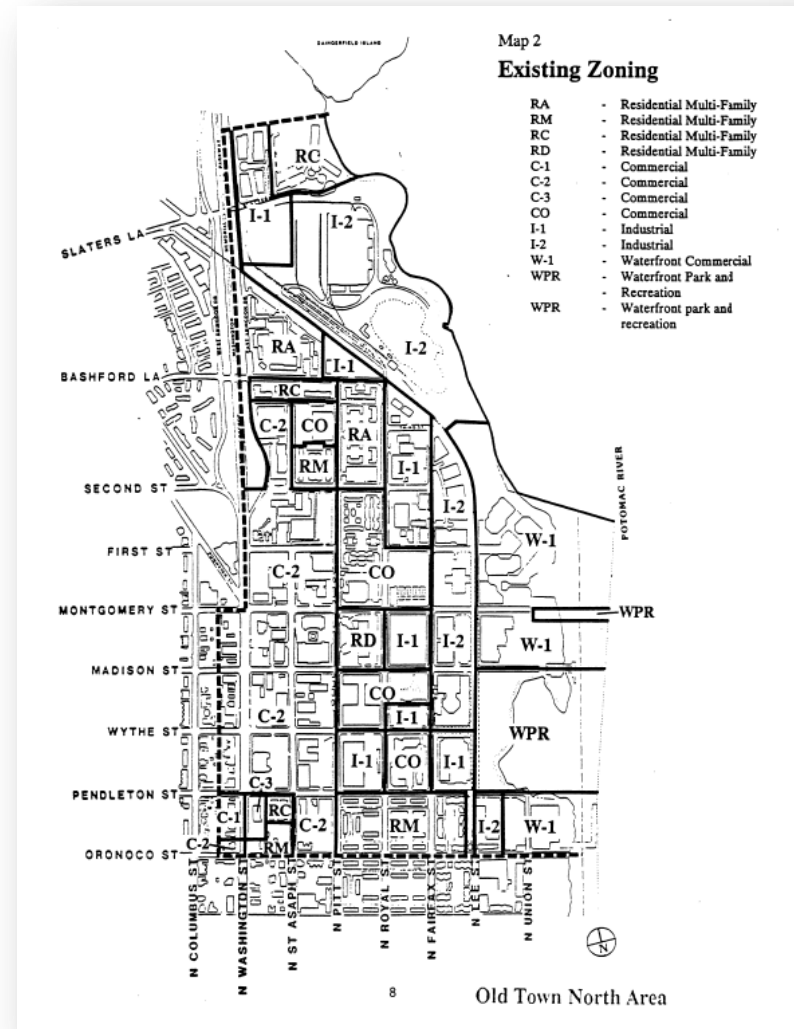 DAINGERFIELD ISLAND
Map 2
Existing Zoning
RA - Residential Multi-Family
RM - Residential Multi-Family
RC - Residential Multi-Family
RD - Residential Multi-Family
C-1 - Commercial
C-2 - Commercial
C-3 - Commercial
CO - Commercial
I-1 - Industrial
I-2 - Industrial
W-1 - Waterfront Commercial
WPR - Waterfront Park and
- Recreation
WPR - Waterfront park and
recreation
RC
I-1
I-2
SLATERS LA
RA
I-1
I-2
BASHFORD LA
RC
C-2
CO
RA
RM
I-1
SECOND ST
I-2
POTOMAC RIVER
W-1
FIRST ST
C-2
CO
MONTGOMERY ST
WPR
RD
I-1
I-2
W-1
MADISON ST
CO
C-2
I-1
WYTHE ST
WPR
I-1
CO
I-1
C-3
PENDLETON ST
C-1
RC
C-2
RM
I-2
W-1
C-2
RM
ORONOCO ST
N COLUMBUS ST
N WASHINGTON ST
N ST ASAPH ST
N PITT ST
N ROYAL ST
N FAIRFAX ST
N LEE ST
N UNION ST
N
8
Old Town North Area